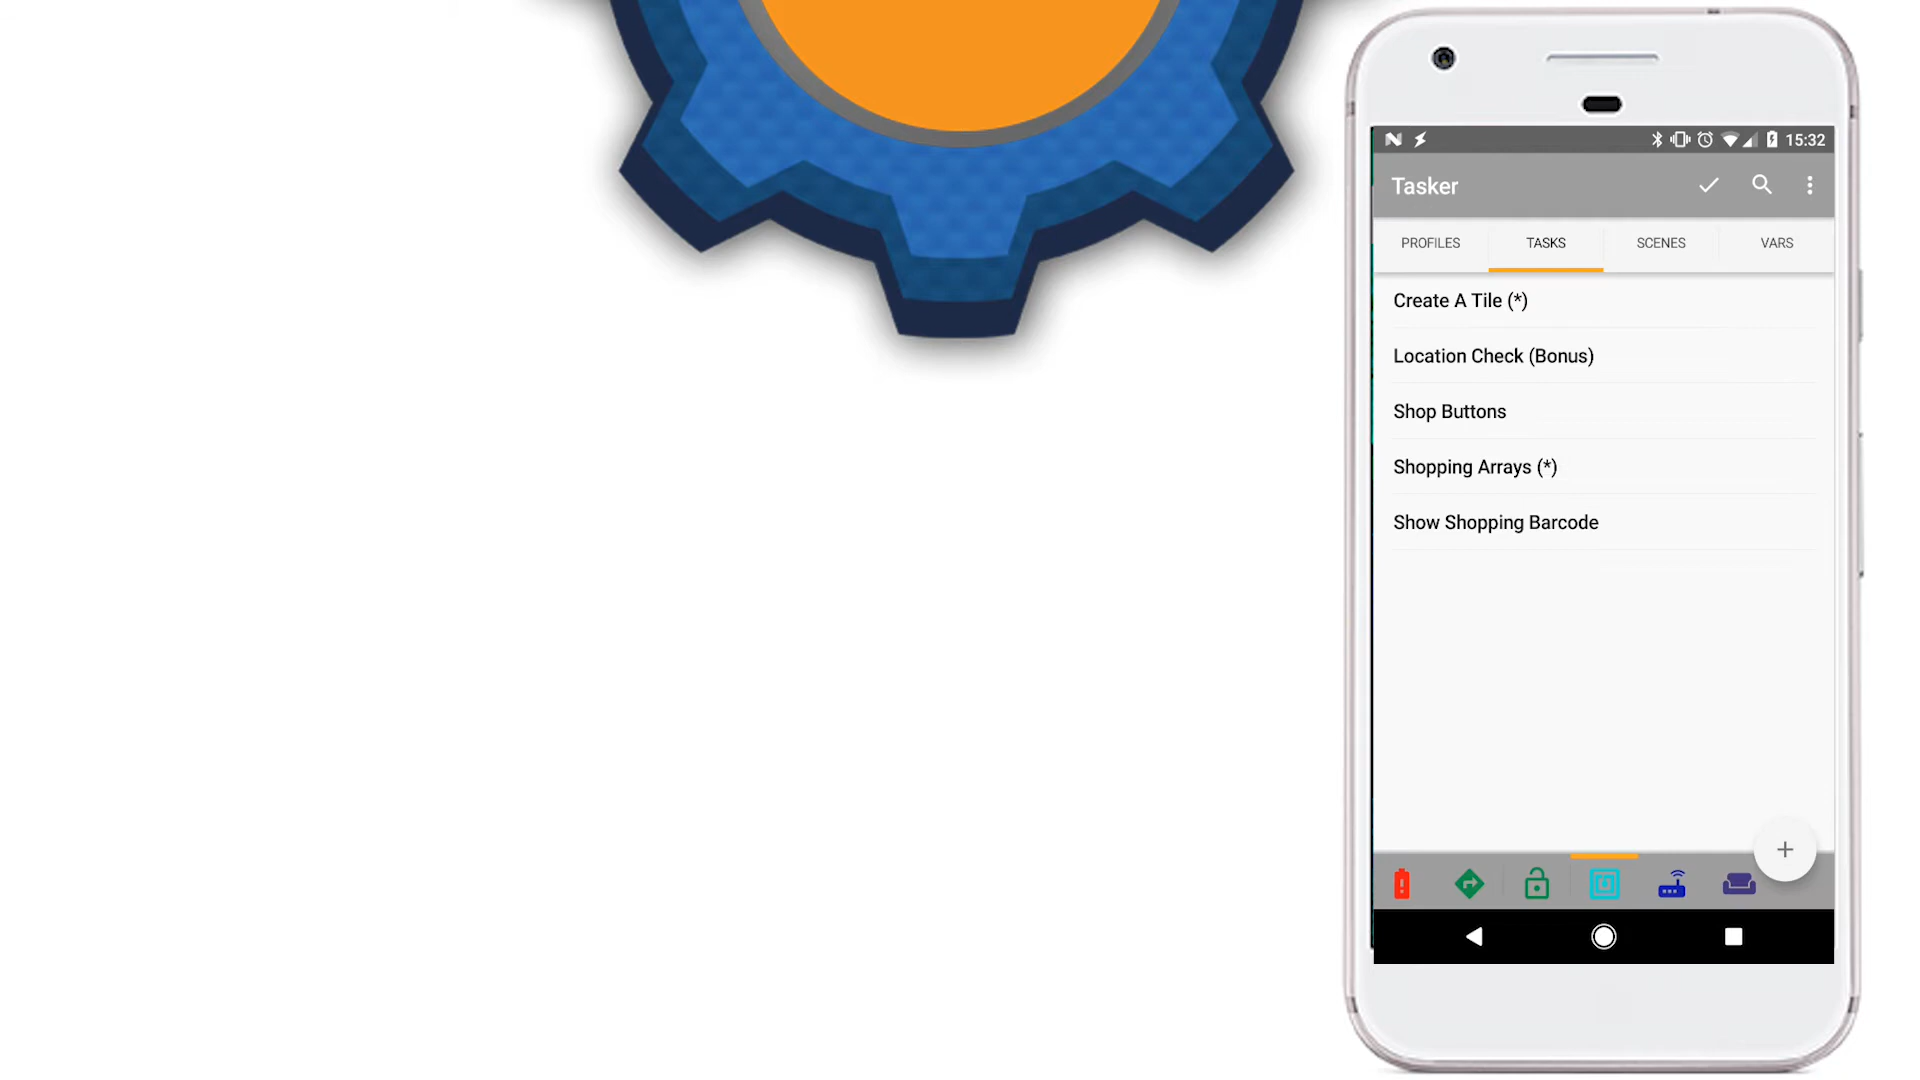 15:32
Tasker
PROFILES TASKS SCENES VARS
Create A Tile (*)
Location Check (Bonus)
Shop Buttons
Shopping Arrays (*)
Show Shopping Barcode